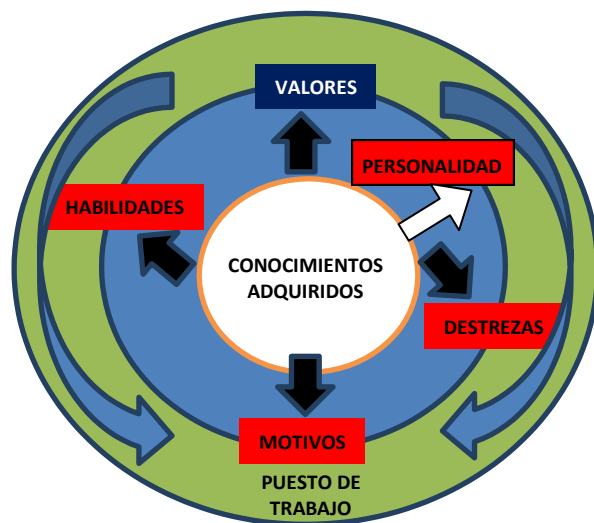 VALORES
PERSONALIDAD
HABILIDADES
CONOCIMIENTOS
ADQUIRIDOS
DESTREZAS
MOTIVOS
PUESTO DE
TRABAJO